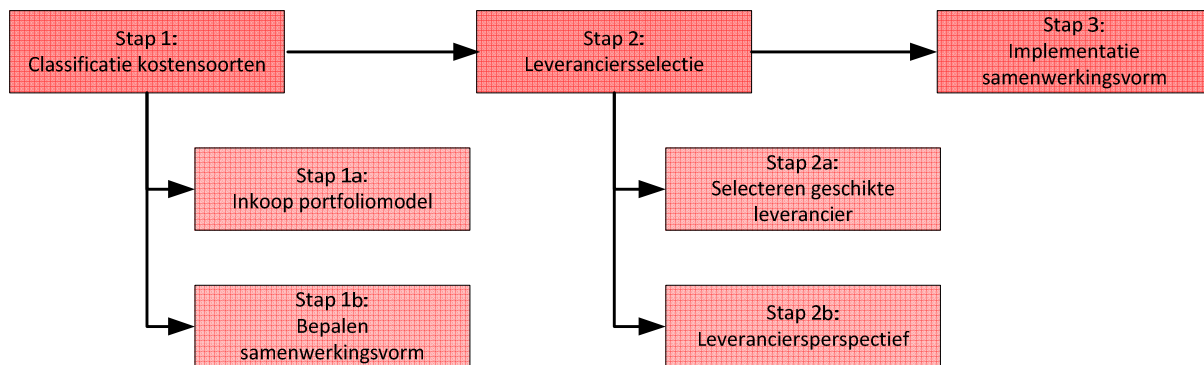 Stap 1:
Classificatie kostensoorten
Stap 2:
Leveranciersselectie
Stap 3:
Implementatie
samenwerkingsvorm
Stap 1a:
Inkoop portfoliomodel
Stap 2a:
Selecteren geschikte
leverancier
Stap 1b:
Bepalen
samenwerkingsvorm
Stap 2b:
Leveranciersperspectief